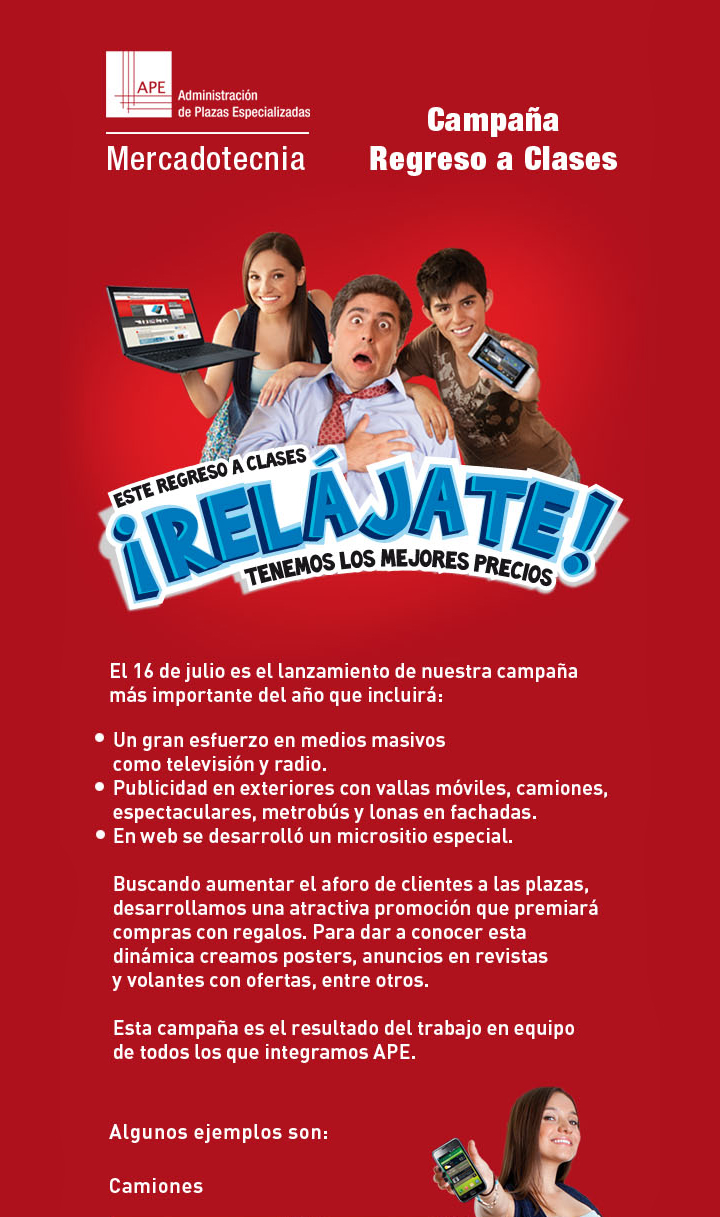 APE
Administración
de Plazas Especializadas
Mercadotecnia
Campaña
Regreso a Clases
ESTE REGRESO A CLASES
¡RELÁJATE!
TENEMOS LOS MEJORES PRECIOS
El 16 de julio es el lanzamiento de nuestra campaña
más importante del año que incluirá:
• Un gran esfuerzo en medios masivos
como televisión y radio.
• Publicidad en exteriores con vallas móviles, camiones,
espectaculares, metrobús y lonas en fachadas.
• En web se desarrolló un micrositio especial.
Buscando aumentar el aforo de clientes a las plazas,
desarrollamos una atractiva promoción que premiará
compras con regalos. Para dar a conocer esta
dinámica creamos posters, anuncios en revistas
y volantes con ofertas, entre otros.
Esta campaña es el resultado del trabajo en equipo
de todos los que integramos APE.
Algunos ejemplos son:
Camiones